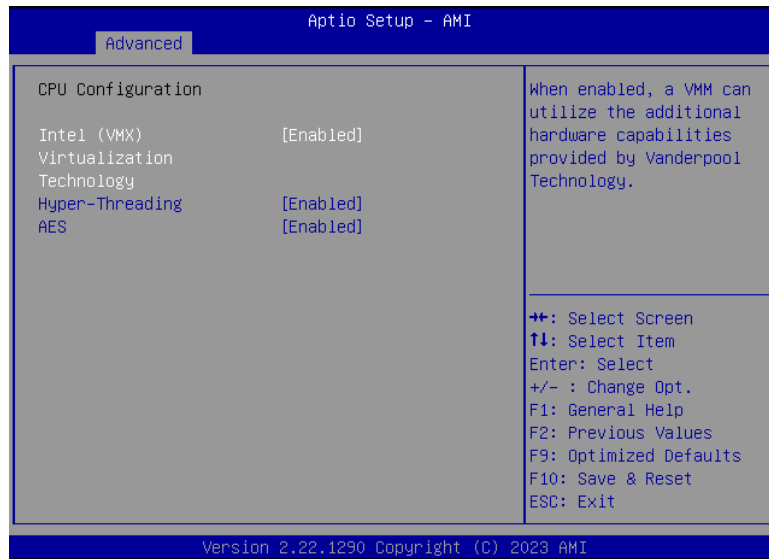 Aptio Setup – AMI
Advanced
CPU Configuration
Intel (VMX) [Enabled]
Virtualization
Technology
Hyper-Threading [Enabled]
AES [Enabled]
When enabled, a VMM can
utilize the additional
hardware capabilities
provided by Vanderpool
Technology.
→←: Select Screen
↑↓: Select Item
Enter: Select
+/- : Change Opt.
F1: General Help
F2: Previous Values
F9: Optimized Defaults
F10: Save & Reset
ESC: Exit
Version 2.22.1290 Copyright (C) 2023 AMI